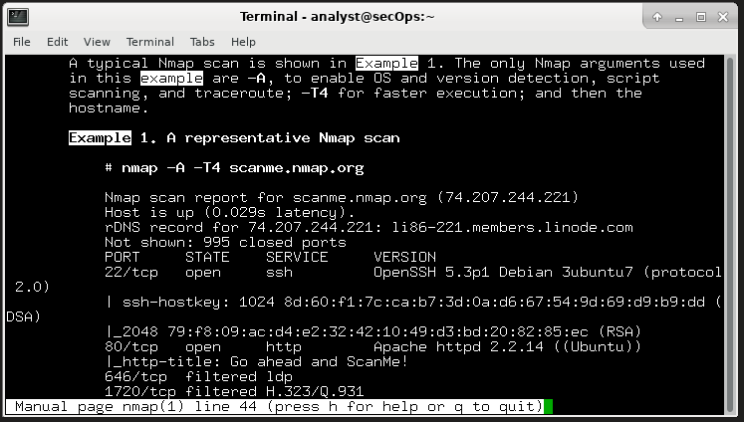 Terminal - analyst@secOps:~
File Edit View Terminal Tabs Help
A typical Nmap scan is shown in Example 1. The only Nmap arguments used
in this example are -A, to enable OS and version detection, script
scanning, and traceroute; -T4 for faster execution; and then the
hostname.
Example 1. A representative Nmap scan
# nmap -A -T4 scanme.nmap.org
Nmap scan report for scanme.nmap.org (74.207.244.221)
Host is up (0.029s latency).
rDNS record for 74.207.244.221: li86-221.members.linode.com
Not shown: 995 closed ports
PORT STATE SERVICE VERSION
22/tcp open ssh OpenSSH 5.3p1 Debian 3ubuntu7 (protocol
2.0)
| ssh-hostkey: 1024 8d:60:f1:7c:ca:b7:3d:0a:d6:67:54:9d:69:d9:b9:dd (
DSA)
|_2048 79:f8:09:ac:d4:e2:32:42:10:49:d3:bd:20:82:85:ec (RSA)
80/tcp open http Apache httpd 2.2.14 ((Ubuntu))
|_http-title: Go ahead and ScanMe!
646/tcp filtered ldp
1720/tcp filtered H.323/Q.931
Manual page nmap(1) line 44 (press h for help or q to quit)